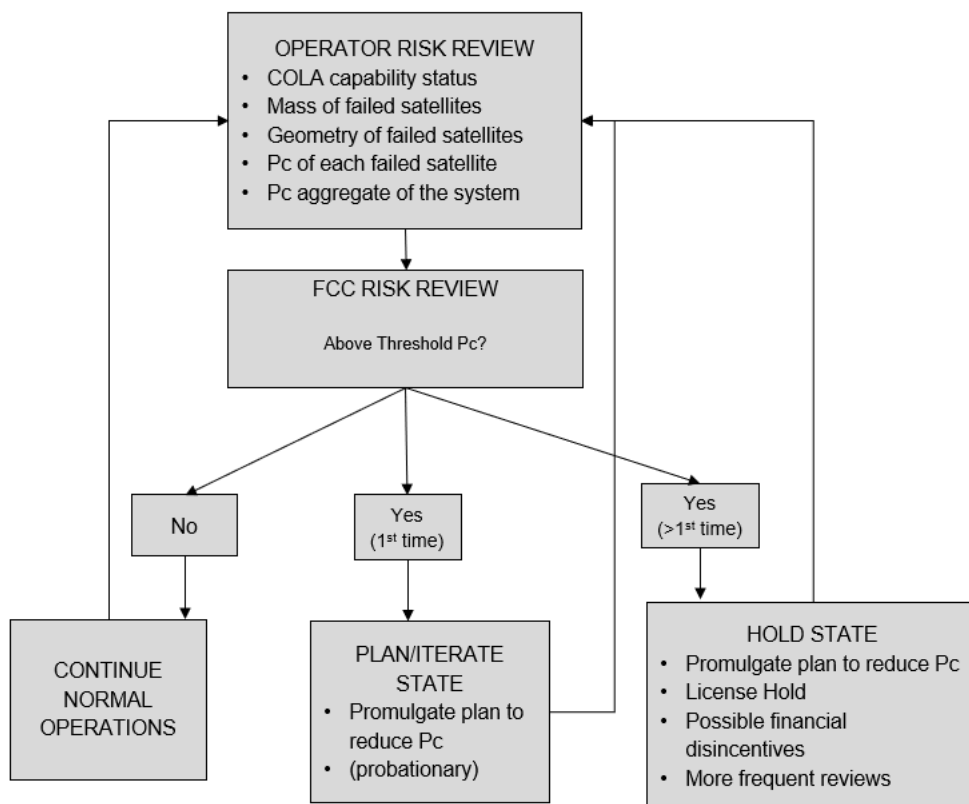 OPERATOR RISK REVIEW
• COLA capability status
• Mass of failed satellites
• Geometry of failed satellites
• Pc of each failed satellite
• Pc aggregate of the system
FCC RISK REVIEW
Above Threshold Pc?
No
Yes
(1st time)
Yes
(>1st time)
CONTINUE
NORMAL
OPERATIONS
PLAN/ITERATE
STATE
• Promulgate plan to
reduce Pc
• (probationary)
HOLD STATE
• Promulgate plan to reduce Pc
• License Hold
• Possible financial
disincentives
• More frequent reviews